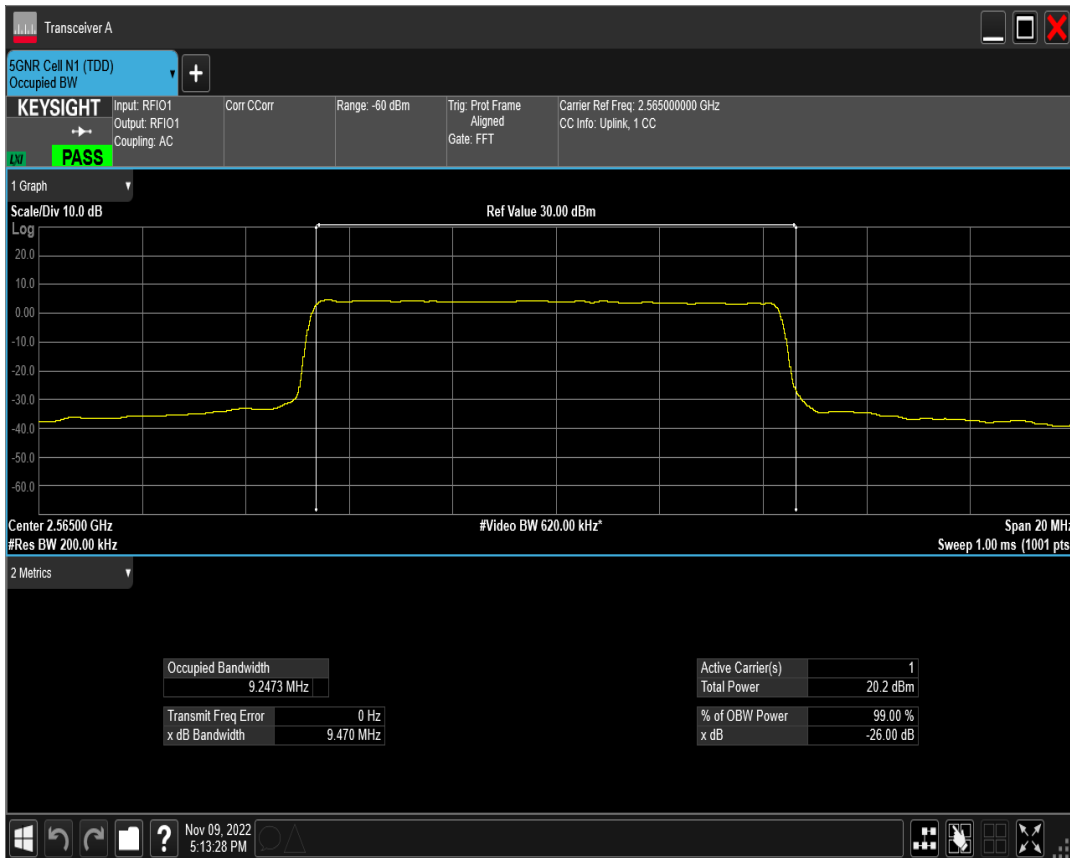 Transceiver A
5GNR Cell N1 (TDD)
Occupied BW
+
KEYSIGHT
LXI
PASS
Input: RFIO1
Output: RFIO1
Coupling: AC
Corr CCorr
Range: -60 dBm
Trig: Prot Frame
Aligned
Gate: FFT
Carrier Ref Freq: 2.565000000 GHz
CC Info: Uplink, 1 CC
1 Graph
Scale/Div 10.0 dB
Ref Value 30.00 dBm
Log
20.0
10.0
0.00
-10.0
-20.0
-30.0
-40.0
-50.0
-60.0
Center 2.56500 GHz
#Video BW 620.00 kHz*
Span 20 MHz
#Res BW 200.00 kHz
Sweep 1.00 ms (1001 pts
2 Metrics
Occupied Bandwidth
9.2473 MHz
Transmit Freq Error 0 Hz
x dB Bandwidth 9.470 MHz
Active Carrier(s) 1
Total Power 20.2 dBm
% of OBW Power 99.00 %
x dB -26.00 dB
?
Nov 09, 2022
5:13:28 PM